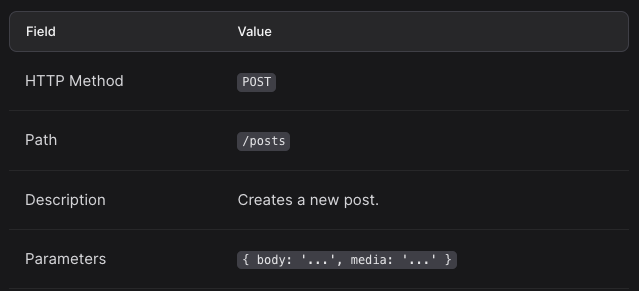 Field Value
HTTP Method POST
Path /posts
Description Creates a new post.
Parameters { body: '...', media: '...' }